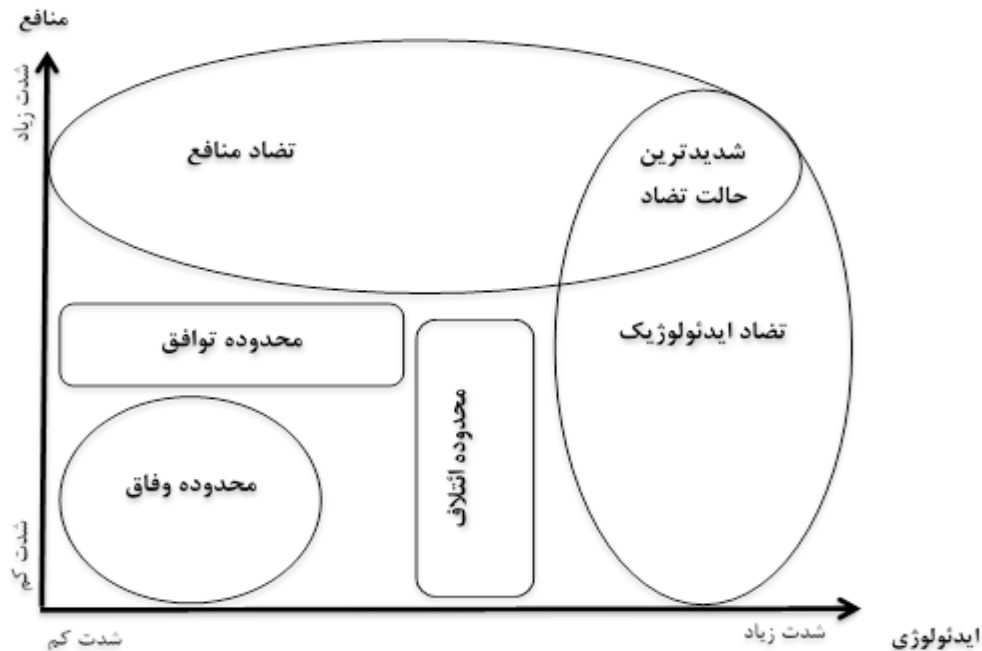 منافع
شدت زیاد
تضاد منافع
شدیدترین
حالت تضاد
تضاد ایدئولوژیک
محدوده توافق
محدوده ائتلاف
محدوده وفاق
شدت کم
شدت کم
شدت زیاد
ایدئولوژی